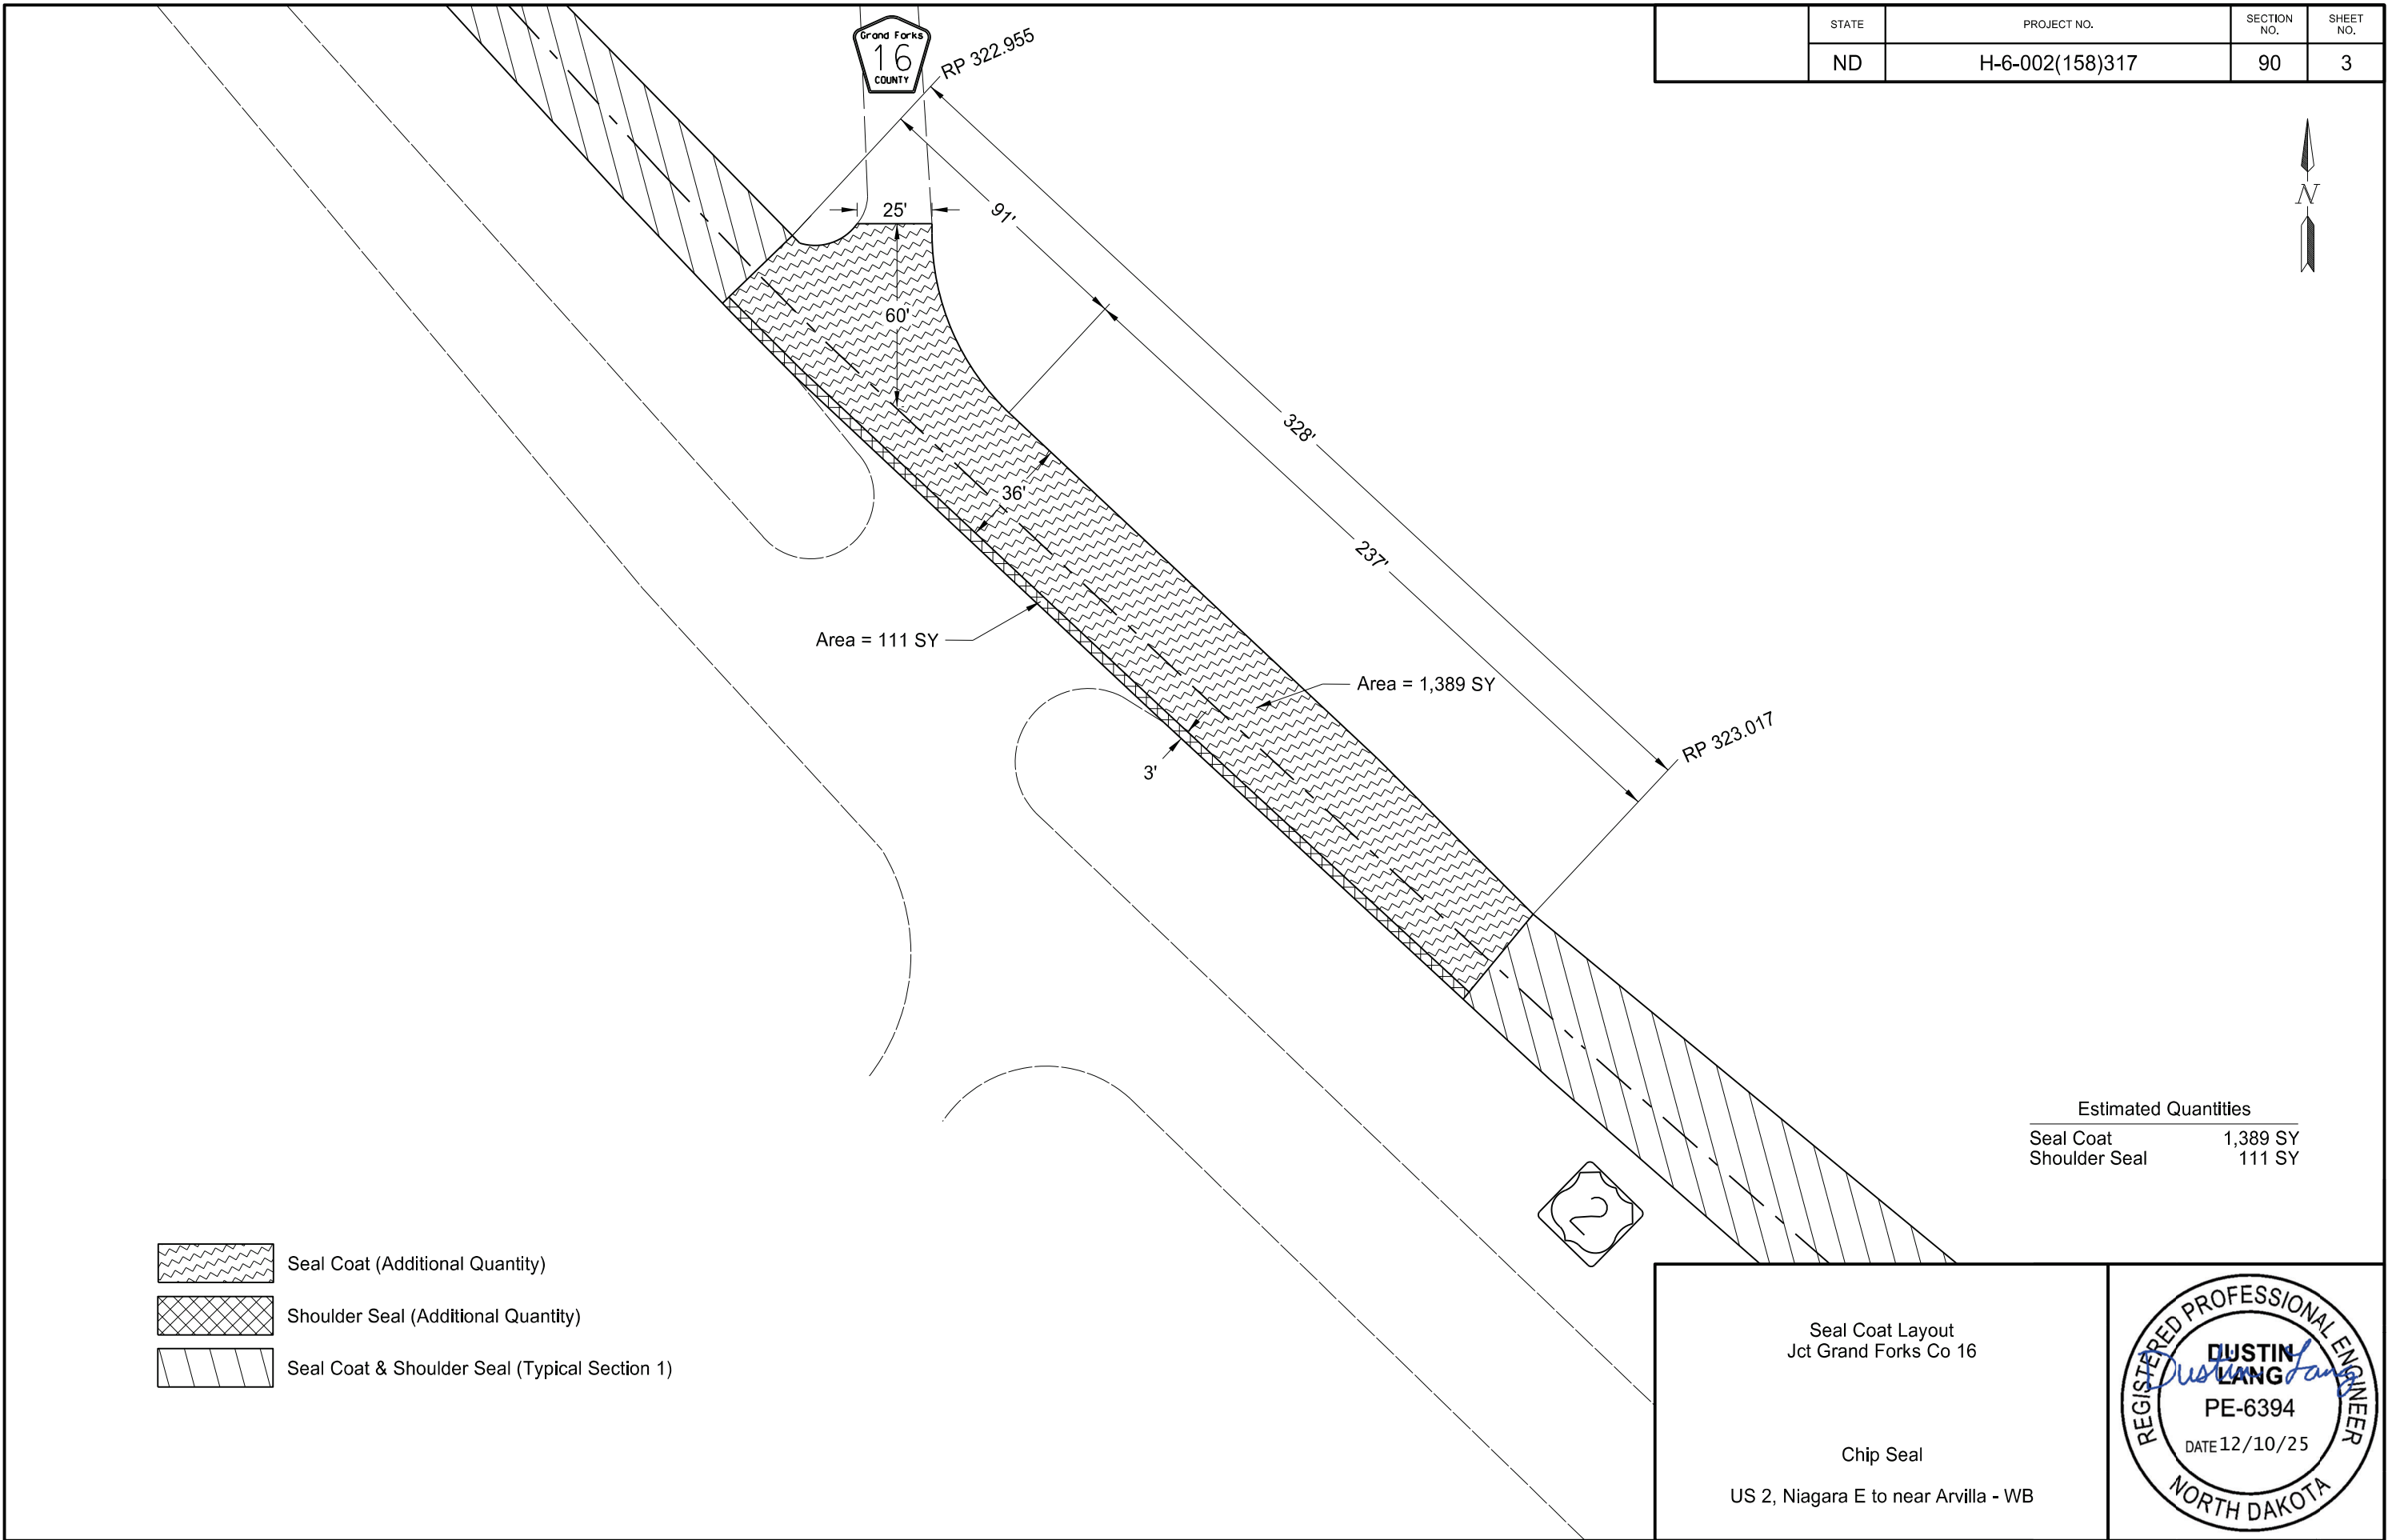 STATE
PROJECT NO.
SECTION NO.
SHEET NO.
ND
H-6-002(158)317
90
3
Grand Forks
16
COUNTY
RP 322.955
N
25'
91'
60'
328'
36'
237'
Area = 111 SY
Area = 1,389 SY
3'
RP 323.017
Estimated Quantities
Seal Coat 1,389 SY
Shoulder Seal 111 SY
2
Seal Coat (Additional Quantity)
Shoulder Seal (Additional Quantity)
Seal Coat & Shoulder Seal (Typical Section 1)
Seal Coat Layout
Jct Grand Forks Co 16
Chip Seal
US 2, Niagara E to near Arvilla - WB
REGISTERED PROFESSIONAL ENGINEER
DUSTIN
LANG
Dustin Lang
PE-6394
DATE 12/10/25
NORTH DAKOTA